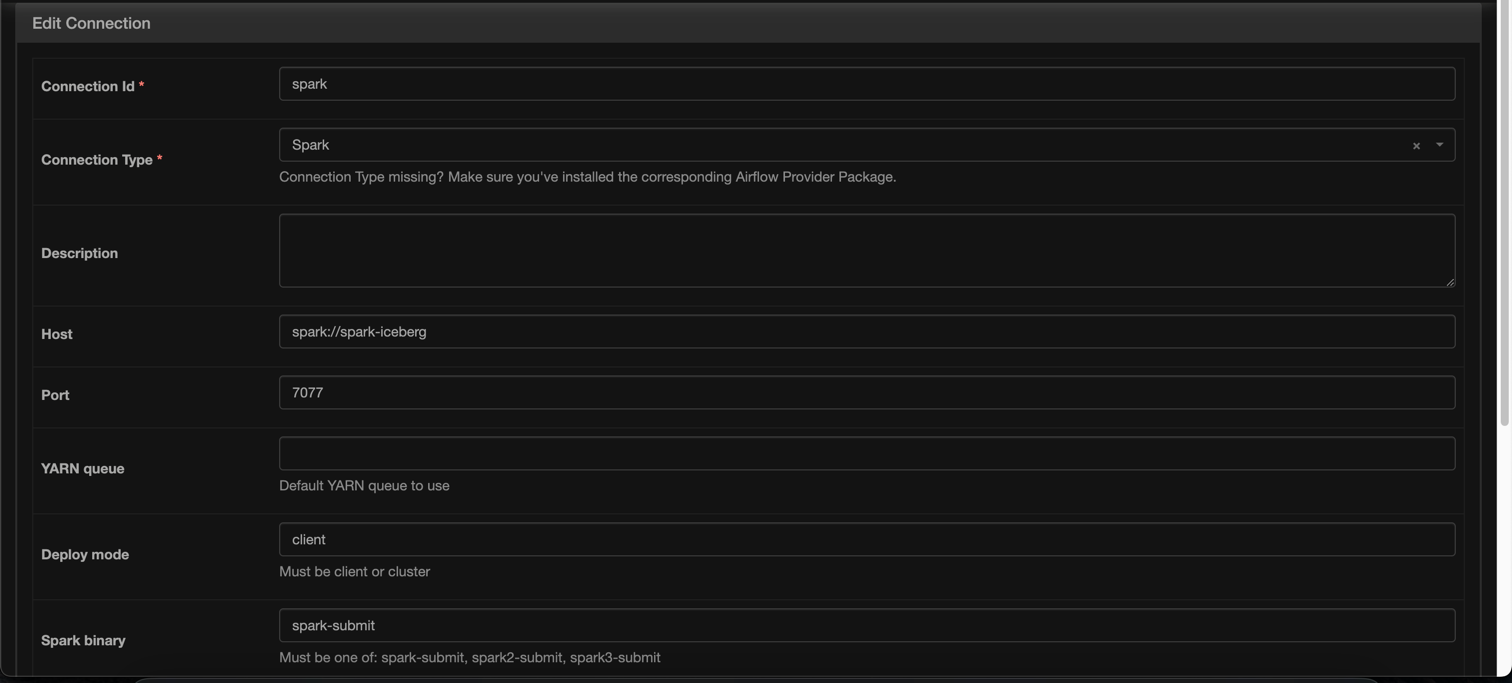 Edit Connection
Connection Id *
spark
Connection Type *
Spark
Connection Type missing? Make sure you've installed the corresponding Airflow Provider Package.
Description
Host
spark://spark-iceberg
Port
7077
YARN queue
Default YARN queue to use
Deploy mode
client
Must be client or cluster
Spark binary
spark-submit
Must be one of: spark-submit, spark2-submit, spark3-submit